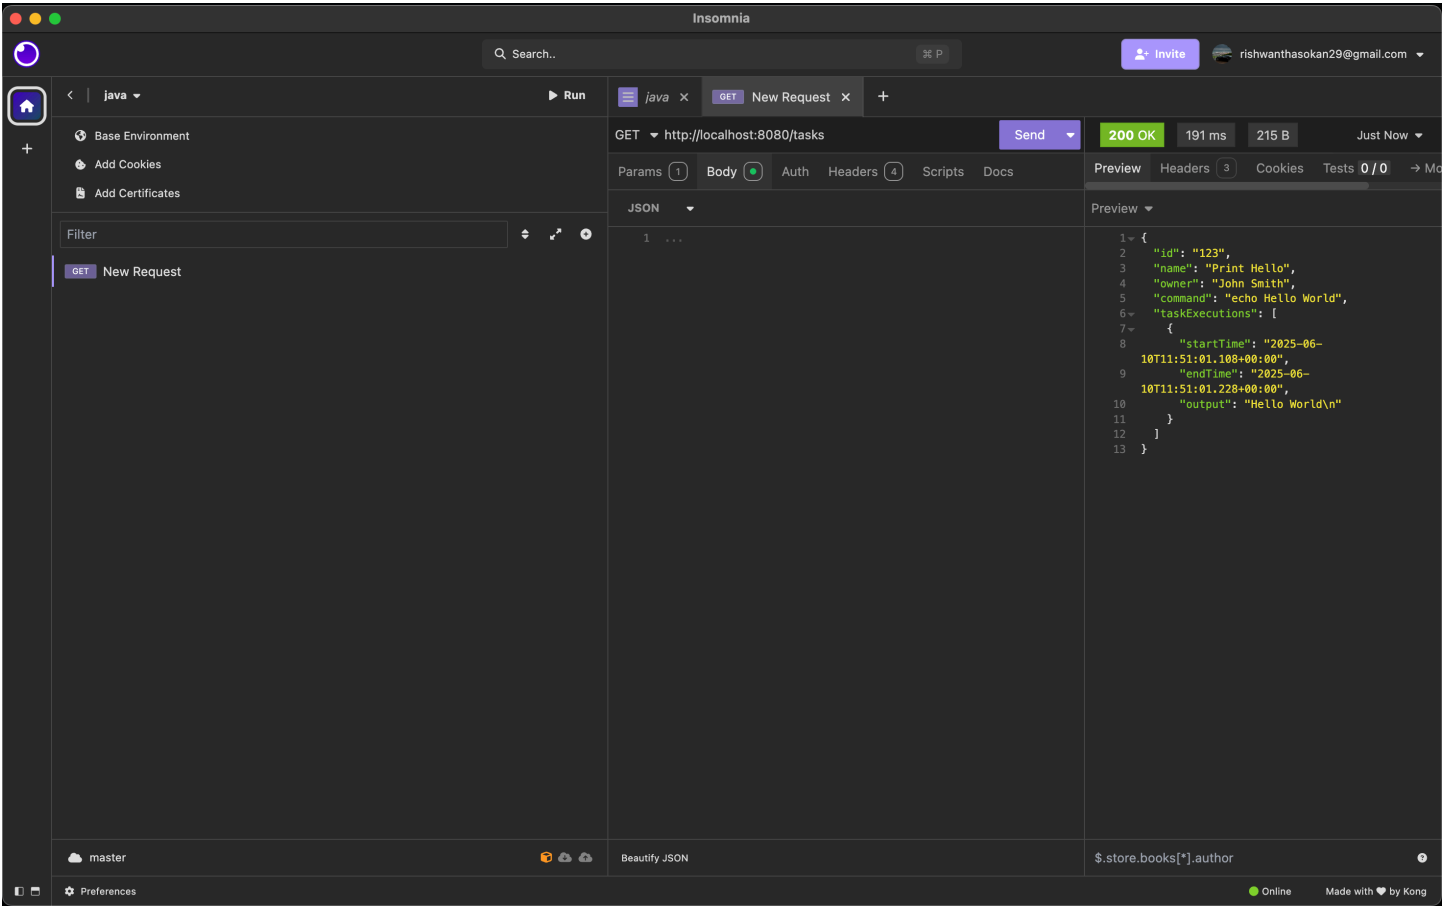 Insomnia
Search..
⌘ P
Invite
rishwanthasokan29@gmail.com
java
Run
Base Environment
Add Cookies
Add Certificates
Filter
GET New Request
java
GET New Request
GET http://localhost:8080/tasks
Send
Params 1
Body
Auth
Headers 4
Scripts
Docs
JSON
1 ...
Beautify JSON
200 OK
191 ms
215 B
Just Now
Preview
Headers 3
Cookies
Tests 0 / 0
→ Mo
Preview
1 {
2 "id": "123",
3 "name": "Print Hello",
4 "owner": "John Smith",
5 "command": "echo Hello World",
6 "taskExecutions": [
7 {
8 "startTime": "2025-06-
10T11:51:01.108+00:00",
9 "endTime": "2025-06-
10T11:51:01.228+00:00",
10 "output": "Hello World\n"
11 }
12 ]
13 }
$.store.books[*].author
master
Preferences
Online
Made with ♥ by Kong